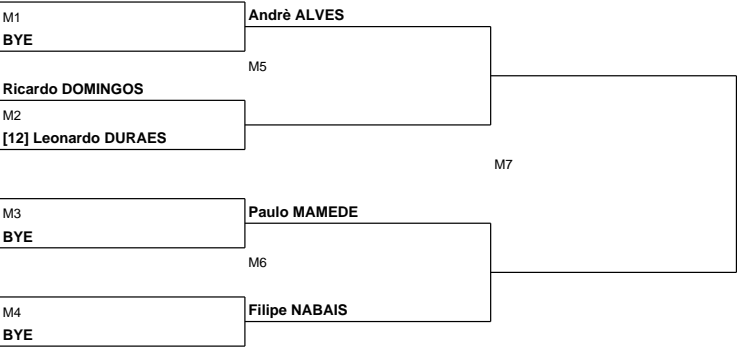 M1
Andrè ALVES
BYE
M5
Ricardo DOMINGOS
M2
[12] Leonardo DURAES
M7
M3
Paulo MAMEDE
BYE
M6
M4
Filipe NABAIS
BYE